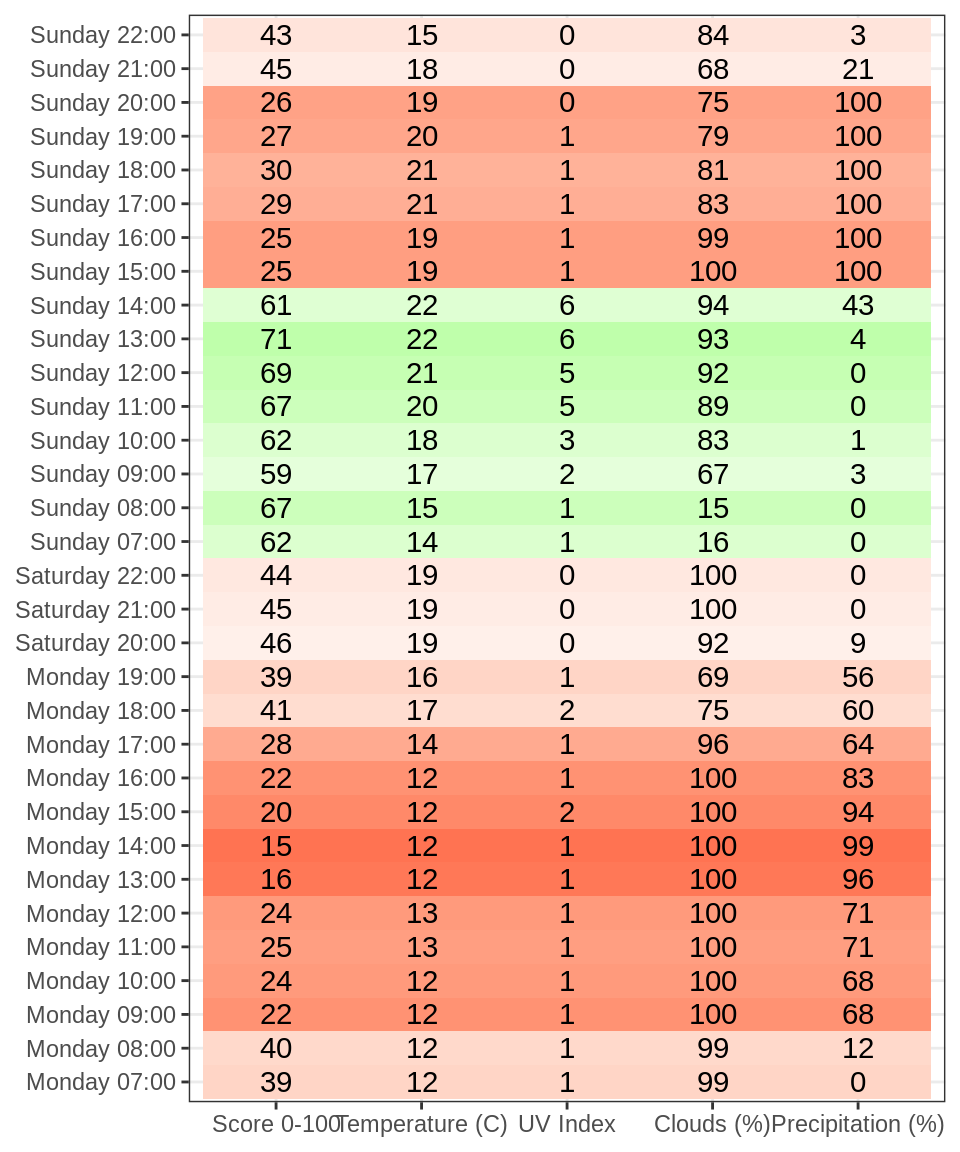 Sunday 22:00 43 15 0 84 3
Sunday 21:00 45 18 0 68 21
Sunday 20:00 26 19 0 75 100
Sunday 19:00 27 20 1 79 100
Sunday 18:00 30 21 1 81 100
Sunday 17:00 29 21 1 83 100
Sunday 16:00 25 19 1 99 100
Sunday 15:00 25 19 1 100 100
Sunday 14:00 61 22 6 94 43
Sunday 13:00 71 22 6 93 4
Sunday 12:00 69 21 5 92 0
Sunday 11:00 67 20 5 89 0
Sunday 10:00 62 18 3 83 1
Sunday 09:00 59 17 2 67 3
Sunday 08:00 67 15 1 15 0
Sunday 07:00 62 14 1 16 0
Saturday 22:00 44 19 0 100 0
Saturday 21:00 45 19 0 100 0
Saturday 20:00 46 19 0 92 9
Monday 19:00 39 16 1 69 56
Monday 18:00 41 17 2 75 60
Monday 17:00 28 14 1 96 64
Monday 16:00 22 12 1 100 83
Monday 15:00 20 12 2 100 94
Monday 14:00 15 12 1 100 99
Monday 13:00 16 12 1 100 96
Monday 12:00 24 13 1 100 71
Monday 11:00 25 13 1 100 71
Monday 10:00 24 12 1 100 68
Monday 09:00 22 12 1 100 68
Monday 08:00 40 12 1 99 12
Monday 07:00 39 12 1 99 0
Score 0-100 Temperature (C) UV Index Clouds (%) Precipitation (%)